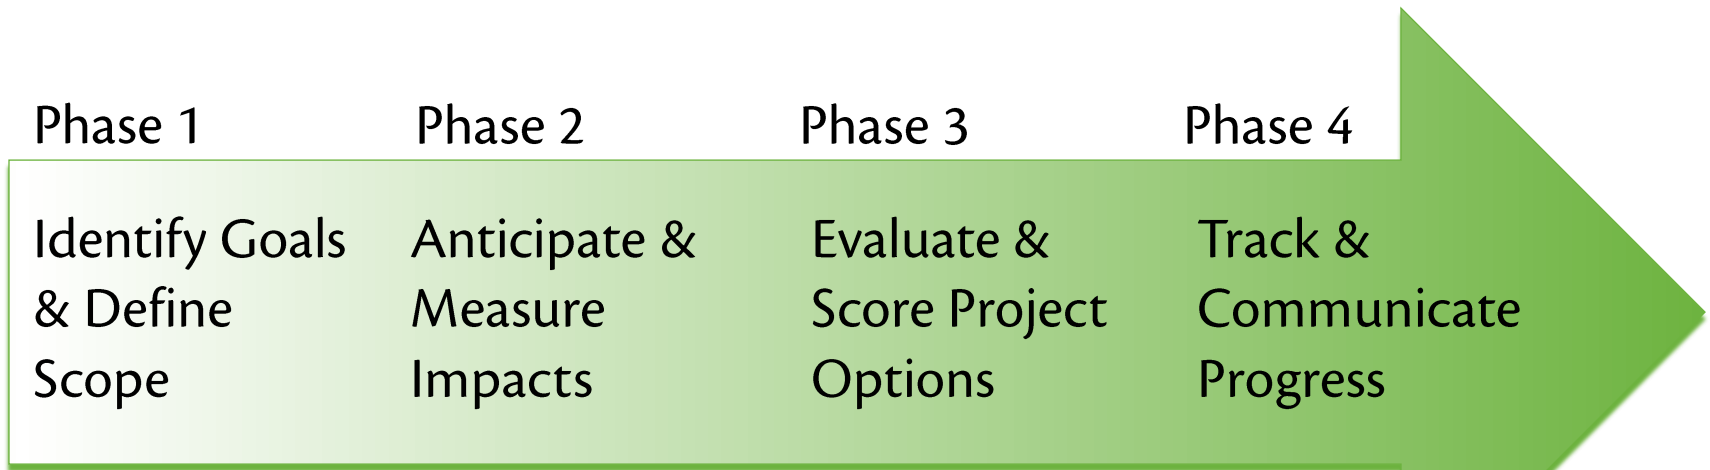 Phase 1
Phase 2
Phase 3
Phase 4
Identify Goals
& Define
Scope
Anticipate &
Measure
Impacts
Evaluate &
Score Project
Options
Track &
Communicate
Progress